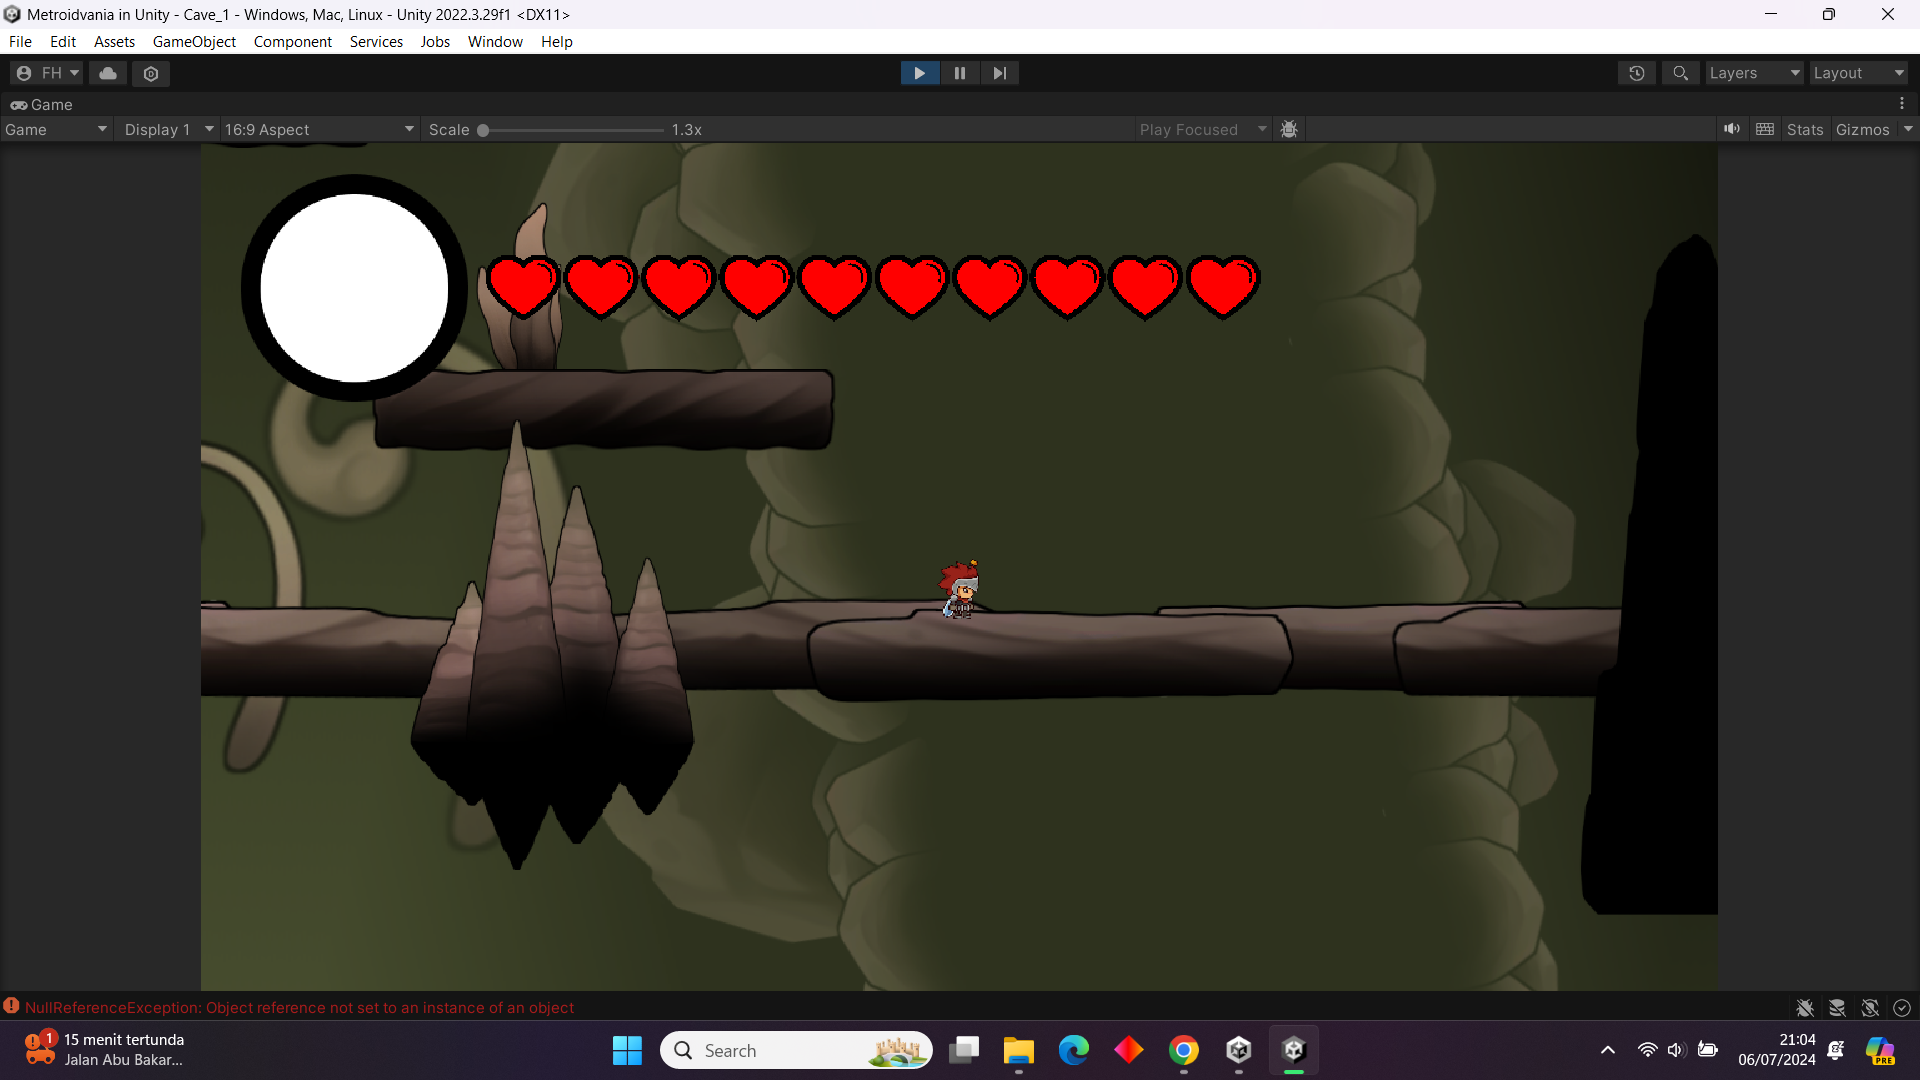 Metroidvania in Unity - Cave_1 - Windows, Mac, Linux - Unity 2022.3.29f1 <DX11>
File Edit Assets GameObject Component Services Jobs Window Help
FH Layers Layout
Game
Game Display 1 16:9 Aspect Scale 1.3x Play Focused Stats Gizmos
NullReferenceException: Object reference not set to an instance of an object
1 15 menit tertunda
Jalan Abu Bakar...
Search
21:04
06/07/2024
PRE